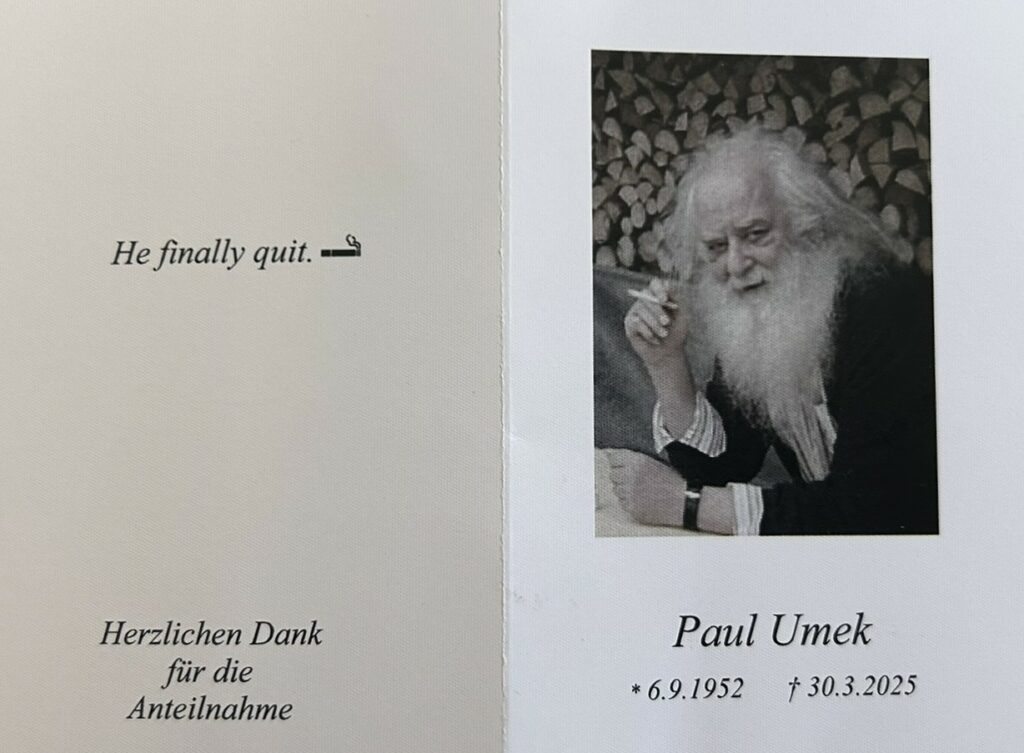 He finally quit.
Herzlichen Dank
für die
Anteilnahme
Paul Umek
* 6.9.1952 † 30.3.2025